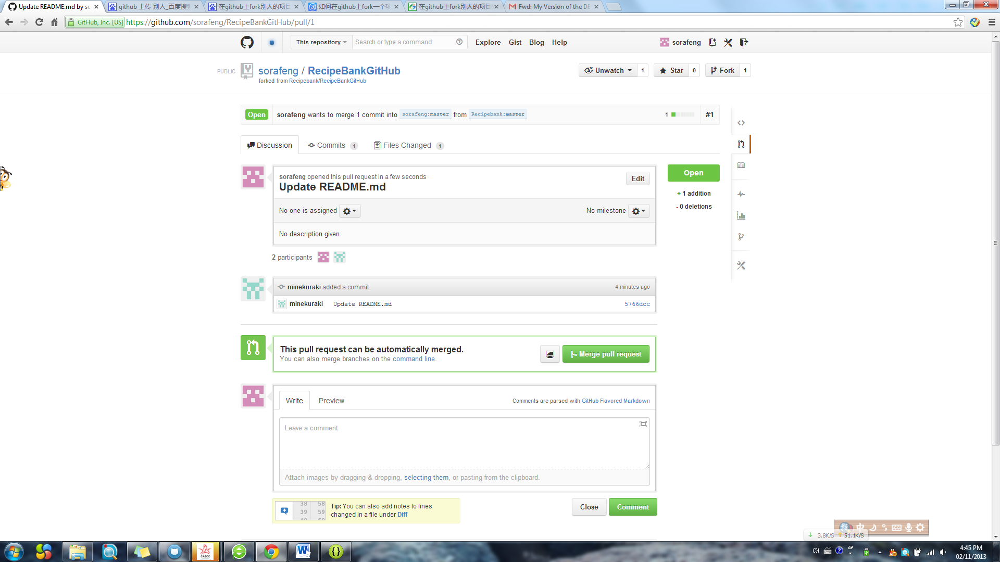 Update README.md by sc
github 上传 别人_百度搜索
在github上fork别人的项目
如何在github上fork一个项
在github上fork别人的项目
Fwd: My Version of the DE
GitHub, Inc. [US] https://github.com/sorafeng/RecipeBankGitHub/pull/1
This repository Search or type a command Explore Gist Blog Help sorafeng
PUBLIC sorafeng / RecipeBankGitHub Unwatch 1 Star 0 Fork 1
forked from Recipebank/RecipeBankGitHub
Open sorafeng wants to merge 1 commit into sorafeng:master from Recipebank:master 1 #1
Discussion Commits 1 Files Changed 1
sorafeng opened this pull request in a few seconds
Update README.md
Edit
Open
+ 1 addition
- 0 deletions
No one is assigned No milestone
No description given.
2 participants
minekuraki added a commit 4 minutes ago
minekuraki Update README.md 5766dcc
This pull request can be automatically merged.
You can also merge branches on the command line.
Merge pull request
Write Preview Comments are parsed with GitHub Flavored Markdown
Leave a comment
Attach images by dragging & dropping, selecting them, or pasting from the clipboard.
38 58
39 59
Tip: You can also add notes to lines
changed in a file under Diff
Close Comment
中
3.8K/S 51.1K/S
CASCC
CH
4:45 PM
02/11/2013